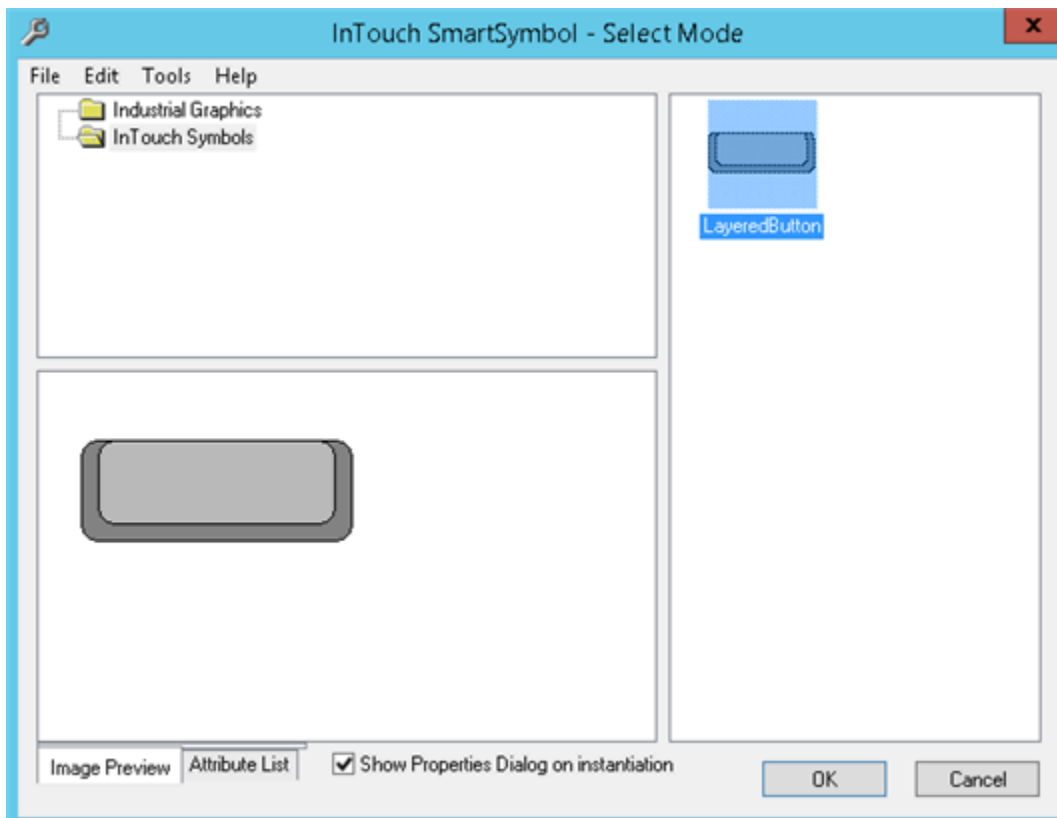 InTouch SmartSymbol - Select Mode
x
File Edit Tools Help
Industrial Graphics
InTouch Symbols
LayeredButton
Image Preview
Attribute List
Show Properties Dialog on instantiation
OK
Cancel